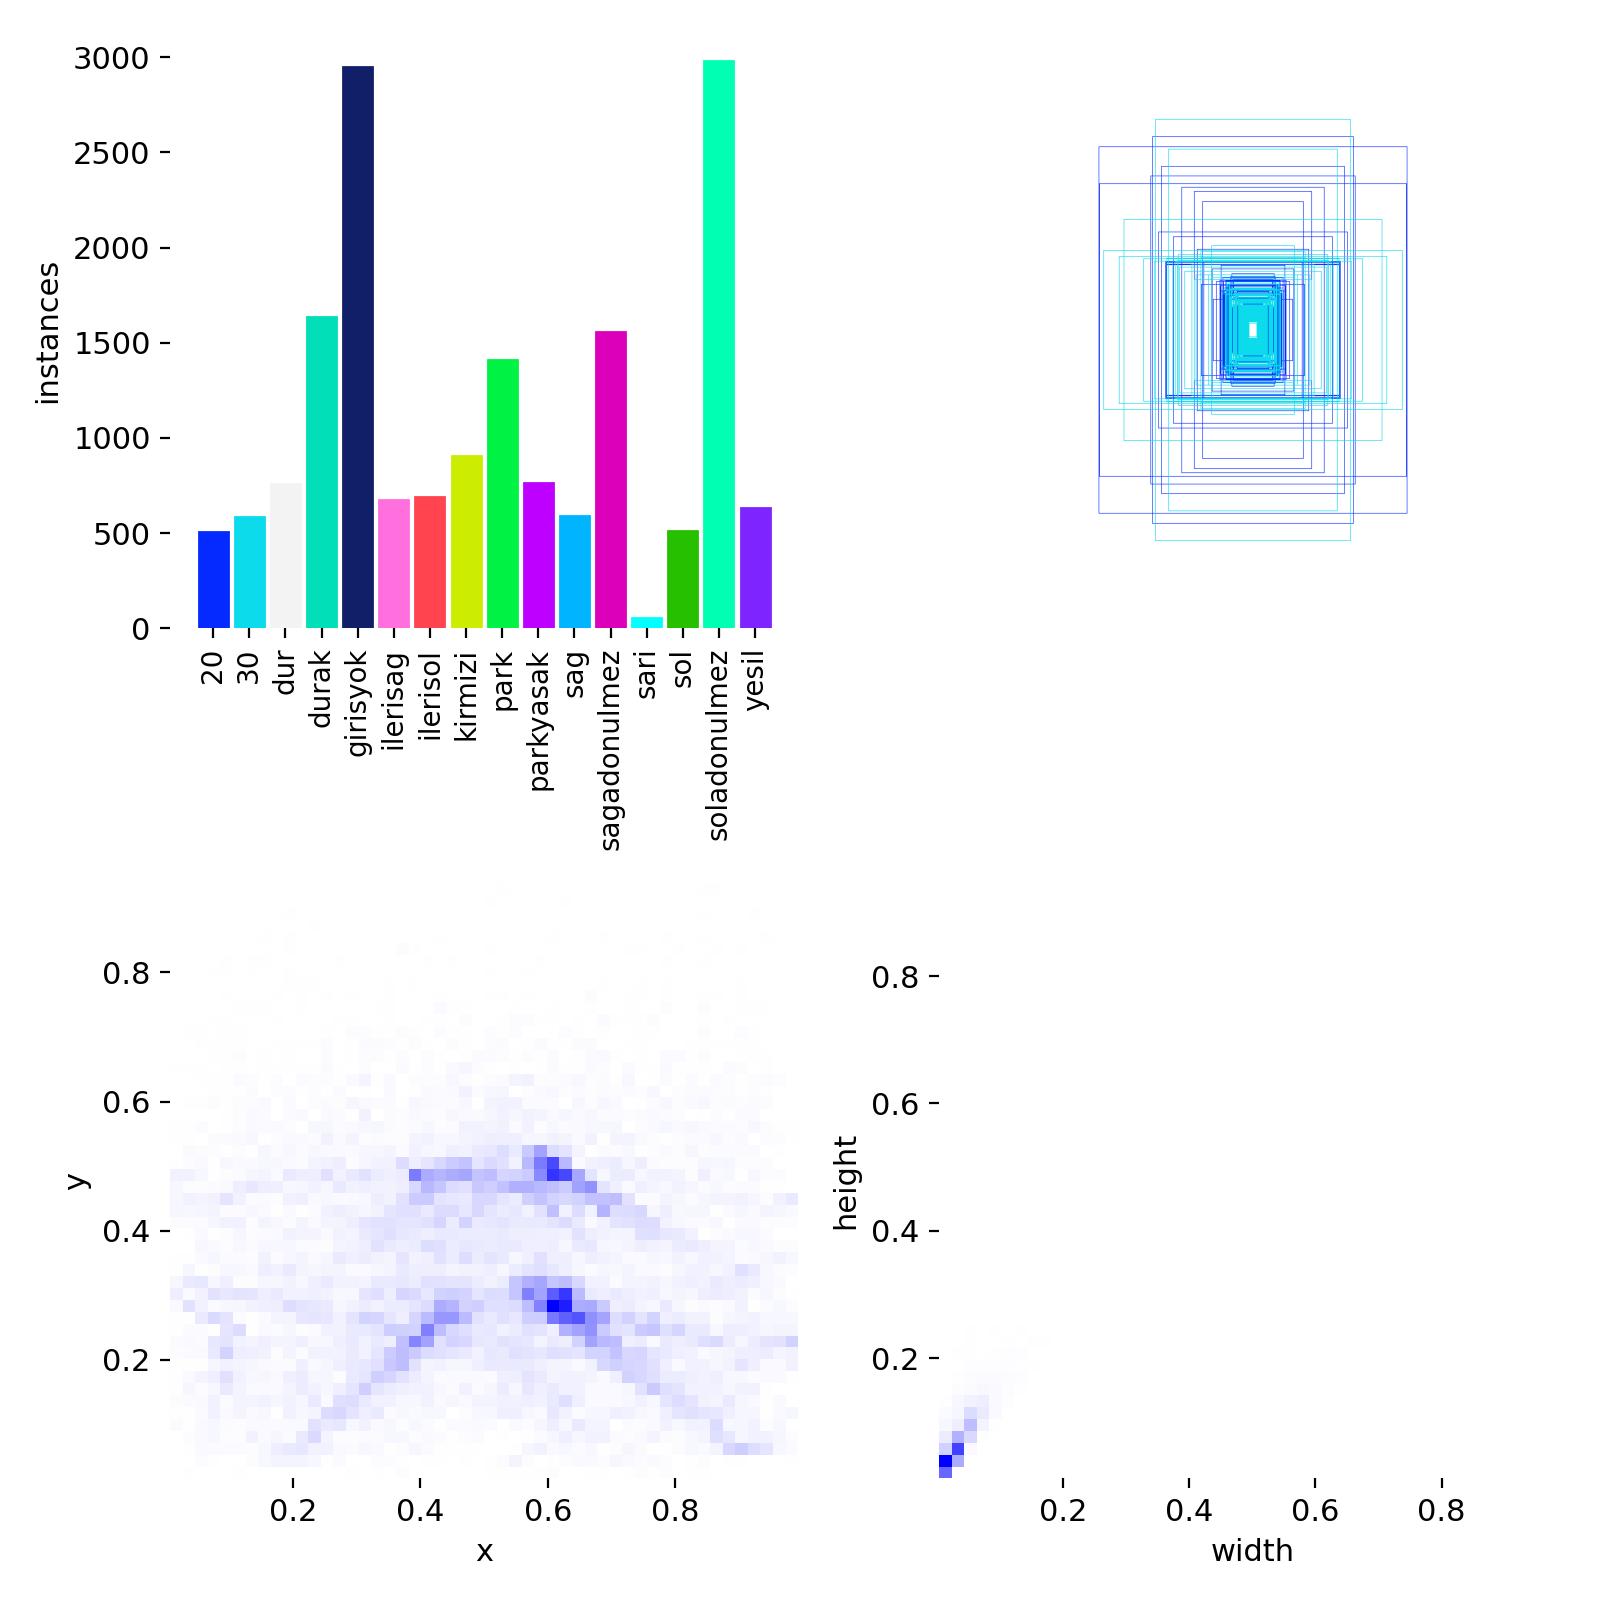 3000
2500
2000
1500
1000
500
0
instances
20
30
dur
durak
girisyok
ilerisag
ilerisol
kirmizi
park
parkyasak
sag
sagadonulmez
sari
sol
soladonulmez
yesil
0.8
0.6
0.4
0.2
y
0.2 0.4 0.6 0.8
x
0.8
0.6
0.4
0.2
height
0.2 0.4 0.6 0.8
width